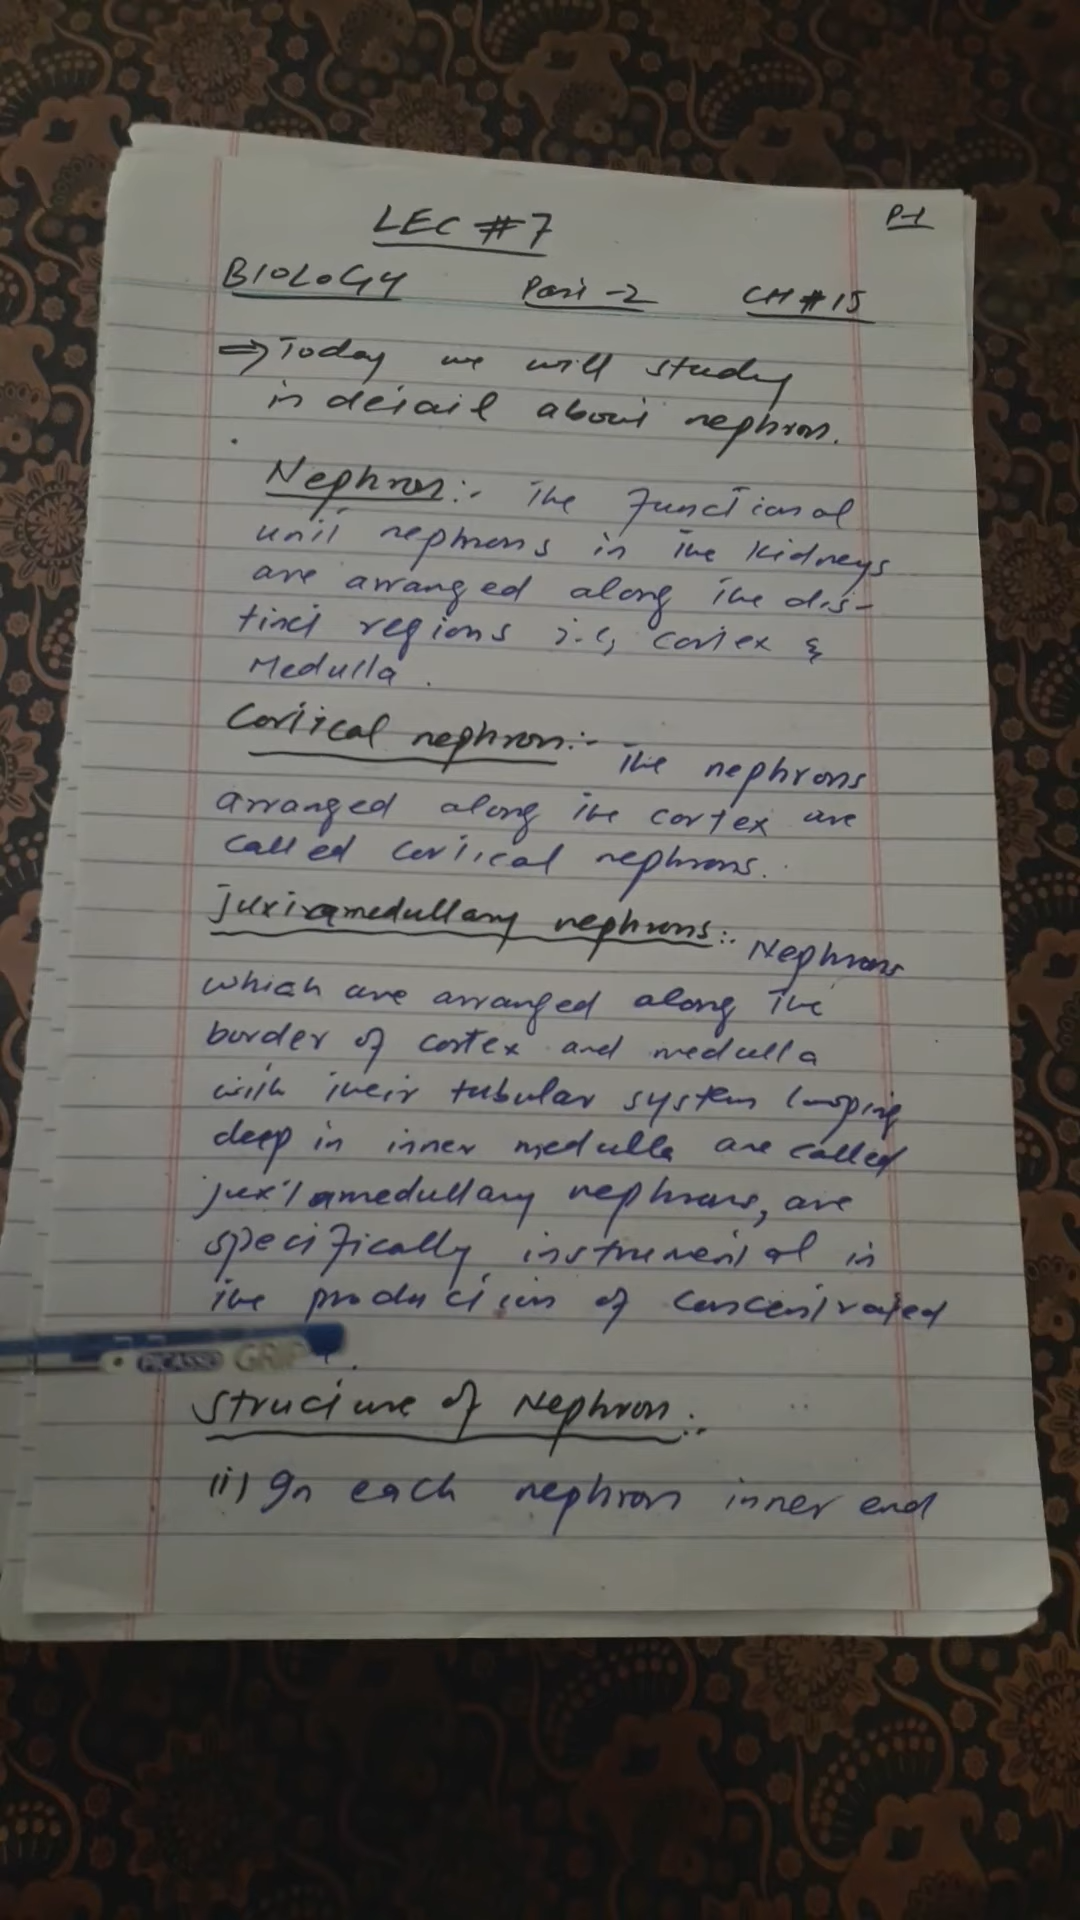 P-1
LEC #7
BIOLOGY Part-2 CH #15
⇒ Today we will study
in detail about nephron.
Nephron:- The functional
unit nephrons in the kidneys
are arranged along the dis-
tinct regions i.e, cortex &
Medulla.
Cortical nephron:- The nephrons
arranged along the cortex are
called cortical nephrons.
juxtamedullary nephrons:- Nephrons
which are arranged along the
border of cortex and medulla
with their tubular system looping
deep in inner medulla are called
juxtamedullary nephrons, are
specifically instrumental in
the production of concentrated
PICASSO GRIP
Structure of Nephron:-
(i) In each nephron inner end